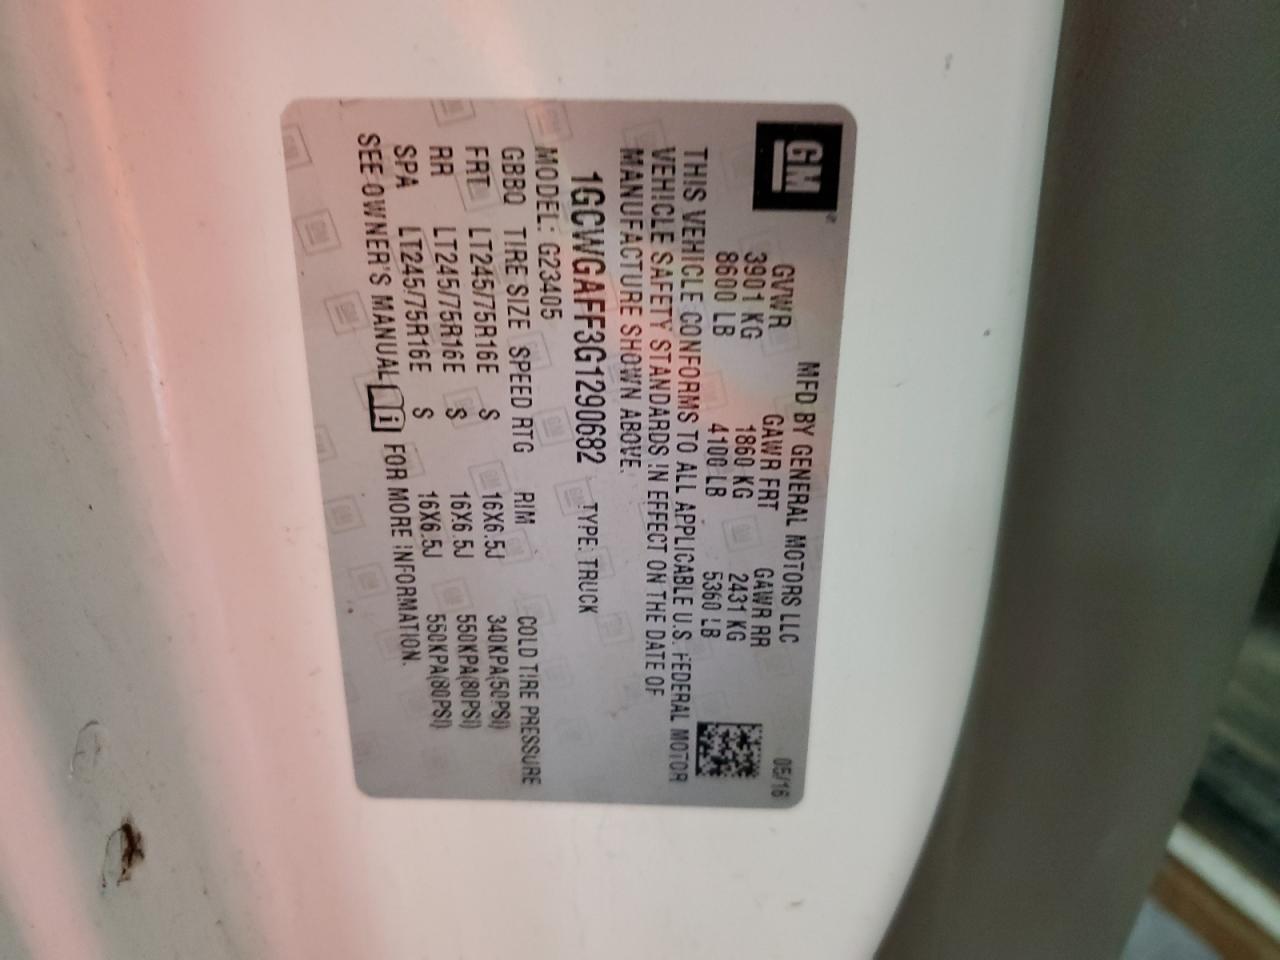 GM
MFD BY GENERAL MOTORS LLC 05/16
GVWR GAWR FRT GAWR RR
3901 KG 1860 KG 2431 KG
8600 LB 4100 LB 5360 LB
THIS VEHICLE CONFORMS TO ALL APPLICABLE U.S. FEDERAL MOTOR
VEHICLE SAFETY STANDARDS IN EFFECT ON THE DATE OF
MANUFACTURE SHOWN ABOVE.
1GCWGAFF3G1290682 TYPE: TRUCK
MODEL: G23405
GBBQ TIRE SIZE SPEED RTG RIM COLD TIRE PRESSURE
FRT LT245/75R16E S 16X6.5J 340KPA(50PSI)
RR LT245/75R16E S 16X6.5J 550KPA(80PSI)
SPA LT245/75R16E S 16X6.5J 550KPA(80PSI)
SEE OWNER'S MANUAL i FOR MORE INFORMATION.